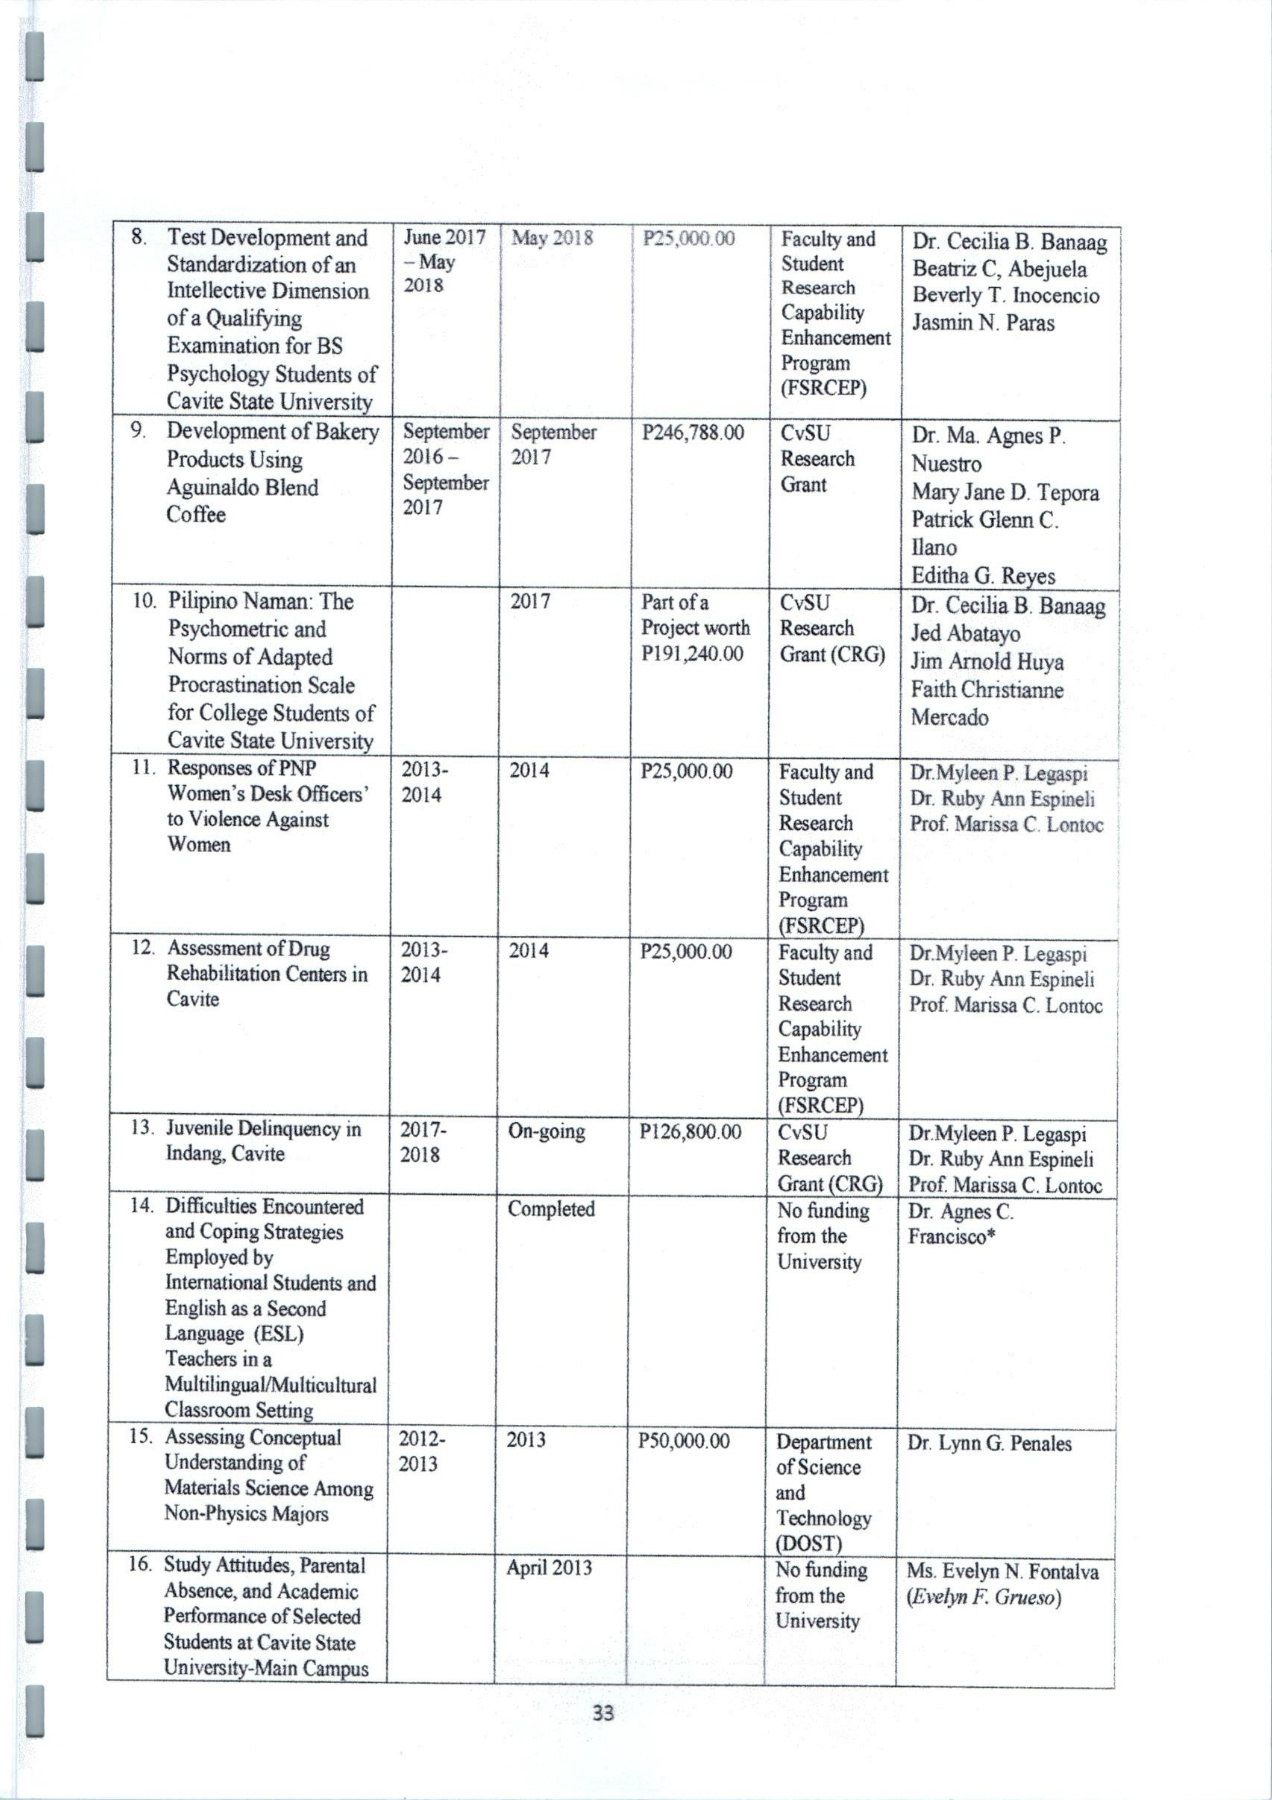 8. Test Development and
Standardization of an
Intellective Dimension
of a Qualifying
Examination for BS
Psychology Students of
Cavite State University
June 2017
– May
2018
May 2018
P25,000.00
Faculty and
Student
Research
Capability
Enhancement
Program
(FSRCEP)
Dr. Cecilia B. Banaag
Beatriz C, Abejuela
Beverly T. Inocencio
Jasmin N. Paras
9. Development of Bakery
Products Using
Aguinaldo Blend
Coffee
September
2016 –
September
2017
September
2017
P246,788.00
CvSU
Research
Grant
Dr. Ma. Agnes P.
Nuestro
Mary Jane D. Tepora
Patrick Glenn C.
Ilano
Editha G. Reyes
10. Pilipino Naman: The
Psychometric and
Norms of Adapted
Procrastination Scale
for College Students of
Cavite State University
2017
Part of a
Project worth
P191,240.00
CvSU
Research
Grant (CRG)
Dr. Cecilia B. Banaag
Jed Abatayo
Jim Arnold Huya
Faith Christianne
Mercado
11. Responses of PNP
Women's Desk Officers'
to Violence Against
Women
2013-
2014
2014
P25,000.00
Faculty and
Student
Research
Capability
Enhancement
Program
(FSRCEP)
Dr.Myleen P. Legaspi
Dr. Ruby Ann Espineli
Prof. Marissa C. Lontoc
12. Assessment of Drug
Rehabilitation Centers in
Cavite
2013-
2014
2014
P25,000.00
Faculty and
Student
Research
Capability
Enhancement
Program
(FSRCEP)
Dr.Myleen P. Legaspi
Dr. Ruby Ann Espineli
Prof. Marissa C. Lontoc
13. Juvenile Delinquency in
Indang, Cavite
2017-
2018
On-going
P126,800.00
CvSU
Research
Grant (CRG)
Dr.Myleen P. Legaspi
Dr. Ruby Ann Espineli
Prof. Marissa C. Lontoc
14. Difficulties Encountered
and Coping Strategies
Employed by
International Students and
English as a Second
Language (ESL)
Teachers in a
Multilingual/Multicultural
Classroom Setting
Completed
No funding
from the
University
Dr. Agnes C.
Francisco*
15. Assessing Conceptual
Understanding of
Materials Science Among
Non-Physics Majors
2012-
2013
2013
P50,000.00
Department
of Science
and
Technology
(DOST)
Dr. Lynn G. Penales
16. Study Attitudes, Parental
Absence, and Academic
Performance of Selected
Students at Cavite State
University-Main Campus
April 2013
No funding
from the
University
Ms. Evelyn N. Fontalva
(Evelyn F. Grueso)
33